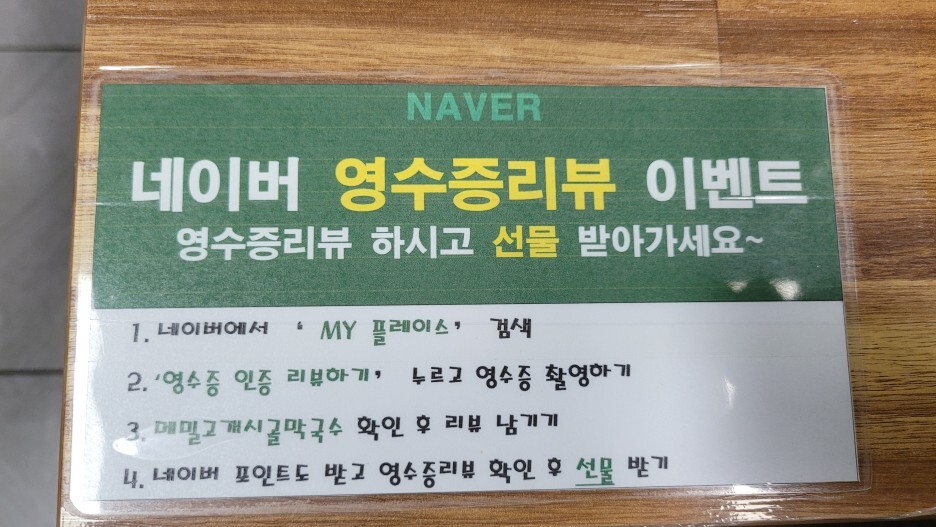 NAVER
네이버 영수증리뷰 이벤트
영수증리뷰 하시고 선물 받아가세요~
1. 네이버에서 ‘ MY 플레이스’ 검색
2. ‘영수증 인증 리뷰하기’ 누르고 영수증 촬영하기
3. 메밀고개시골막국수 확인 후 리뷰 남기기
4. 네이버 포인트도 받고 영수증리뷰 확인 후 선물 받기